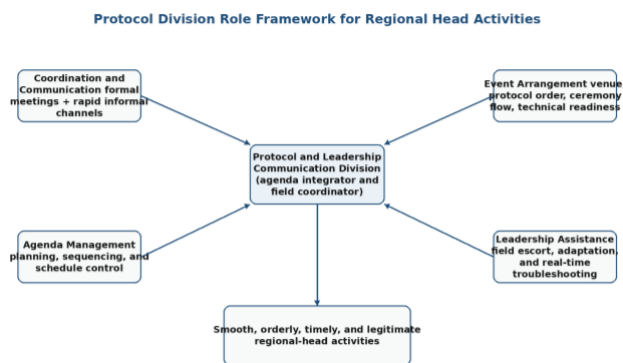 Protocol Division Role Framework for Regional Head Activities
Coordination and
Communication formal
meetings + rapid informal
channels
Event Arrangement venue
protocol order, ceremony
flow, technical readiness
Protocol and Leadership
Communication Division
(agenda integrator and
field coordinator)
Agenda Management
planning, sequencing, and
schedule control
Leadership Assistance
field escort, adaptation,
and real-time
troubleshooting
Smooth, orderly, timely, and legitimate
regional-head activities